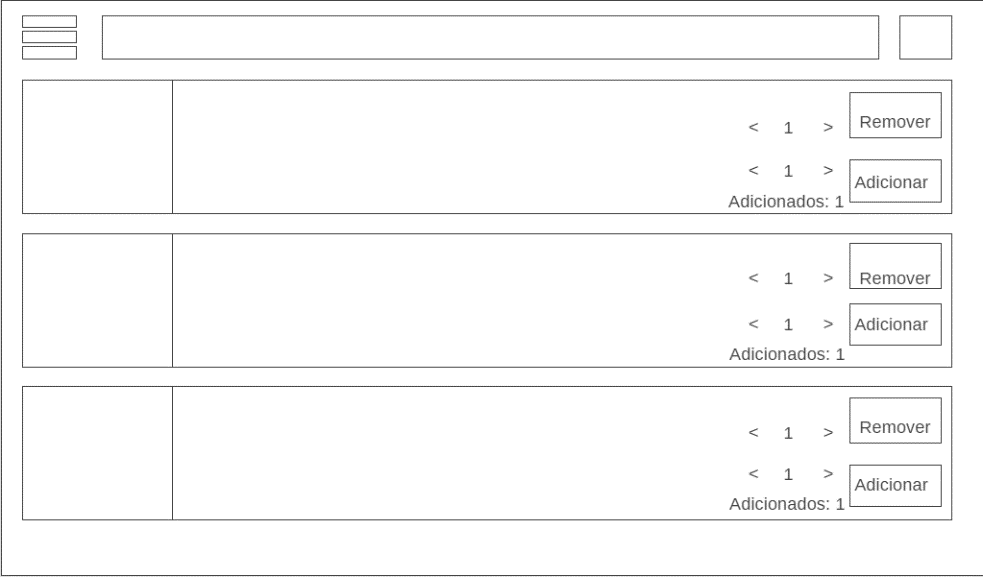 < 1 > Remover
< 1 > Adicionar
Adicionados: 1
< 1 > Remover
< 1 > Adicionar
Adicionados: 1
< 1 > Remover
< 1 > Adicionar
Adicionados: 1